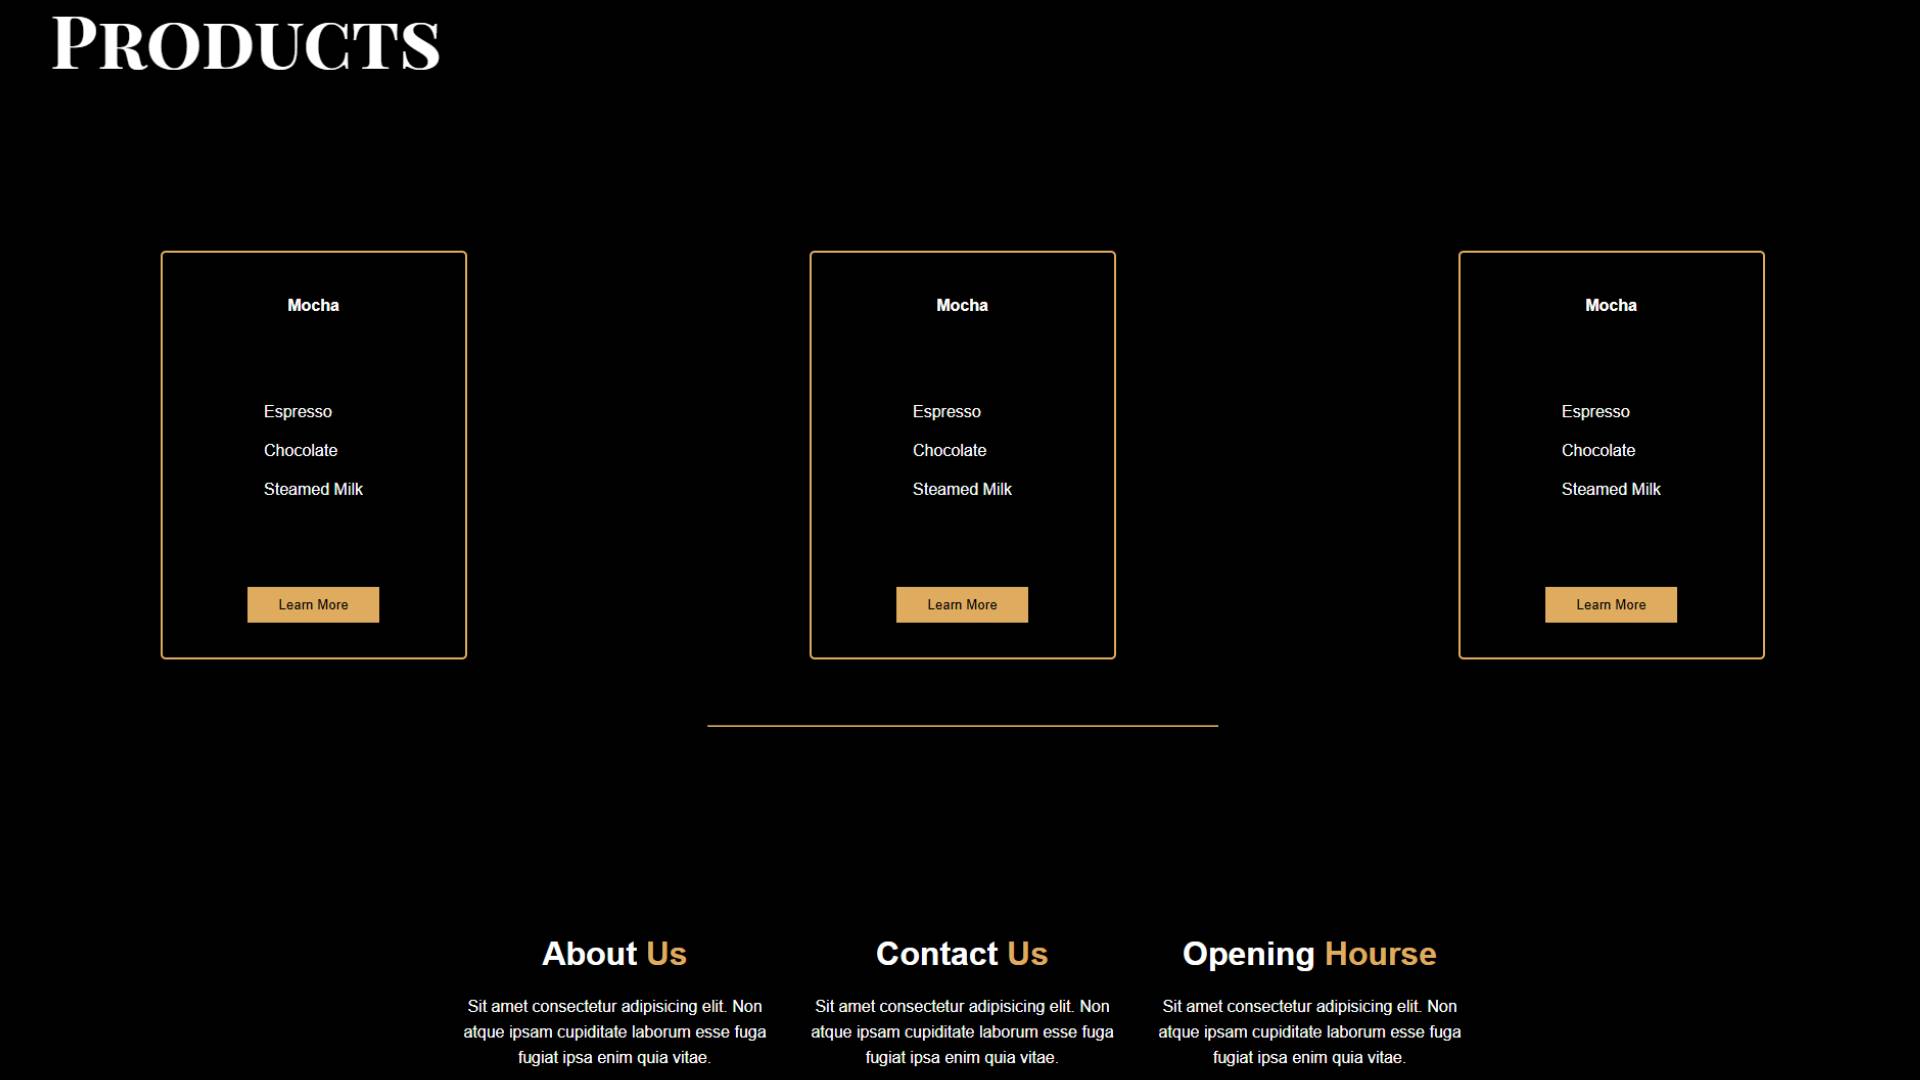 PRODUCTS
Mocha
Espresso
Chocolate
Steamed Milk
Learn More
Mocha
Espresso
Chocolate
Steamed Milk
Learn More
Mocha
Espresso
Chocolate
Steamed Milk
Learn More
About Us
Sit amet consectetur adipisicing elit. Non
atque ipsam cupiditate laborum esse fuga
fugiat ipsa enim quia vitae.
Contact Us
Sit amet consectetur adipisicing elit. Non
atque ipsam cupiditate laborum esse fuga
fugiat ipsa enim quia vitae.
Opening Hourse
Sit amet consectetur adipisicing elit. Non
atque ipsam cupiditate laborum esse fuga
fugiat ipsa enim quia vitae.